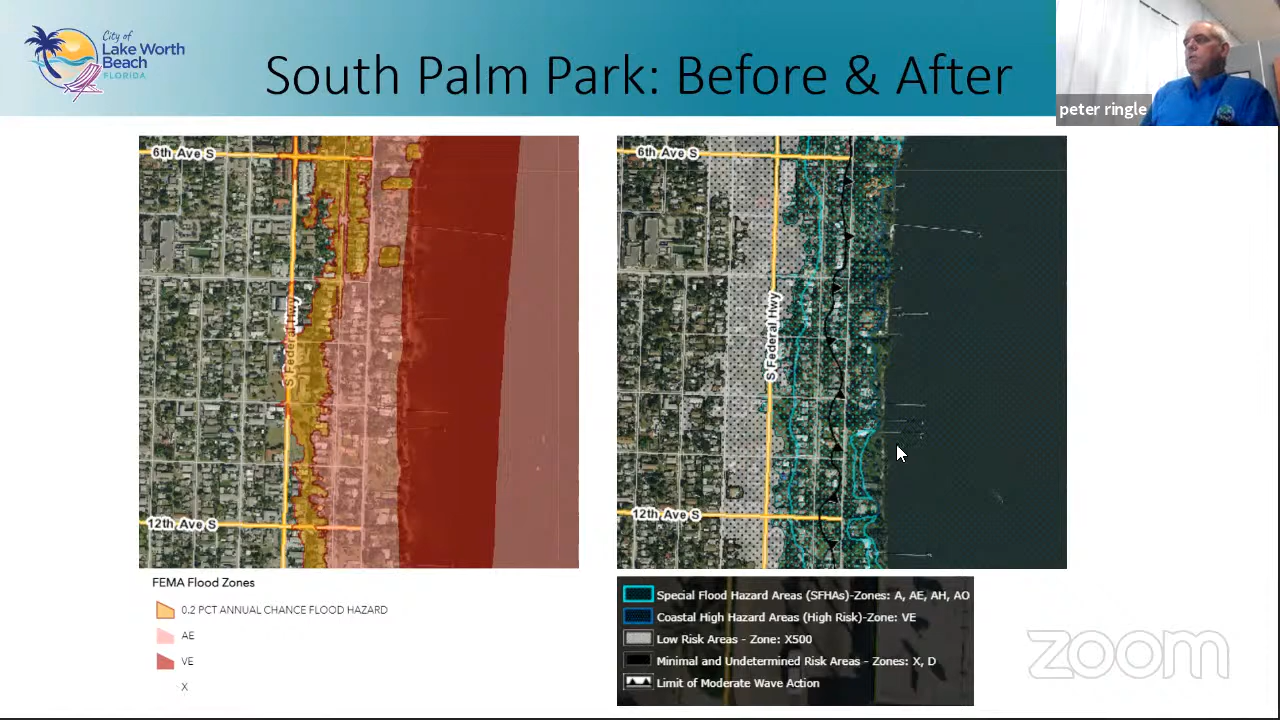 City of
Lake Worth
Beach
FLORIDA
South Palm Park: Before & After
peter ringle
6th Ave S
S Federal Hwy
12th Ave S
6th Ave S
S Federal Hwy
12th Ave S
FEMA Flood Zones
0.2 PCT ANNUAL CHANCE FLOOD HAZARD
AE
VE
X
Special Flood Hazard Areas (SFHAs)-Zones: A, AE, AH, AO
Coastal High Hazard Areas (High Risk)-Zone: VE
Low Risk Areas - Zone: X500
Minimal and Undetermined Risk Areas - Zones: X, D
Limit of Moderate Wave Action
zoom